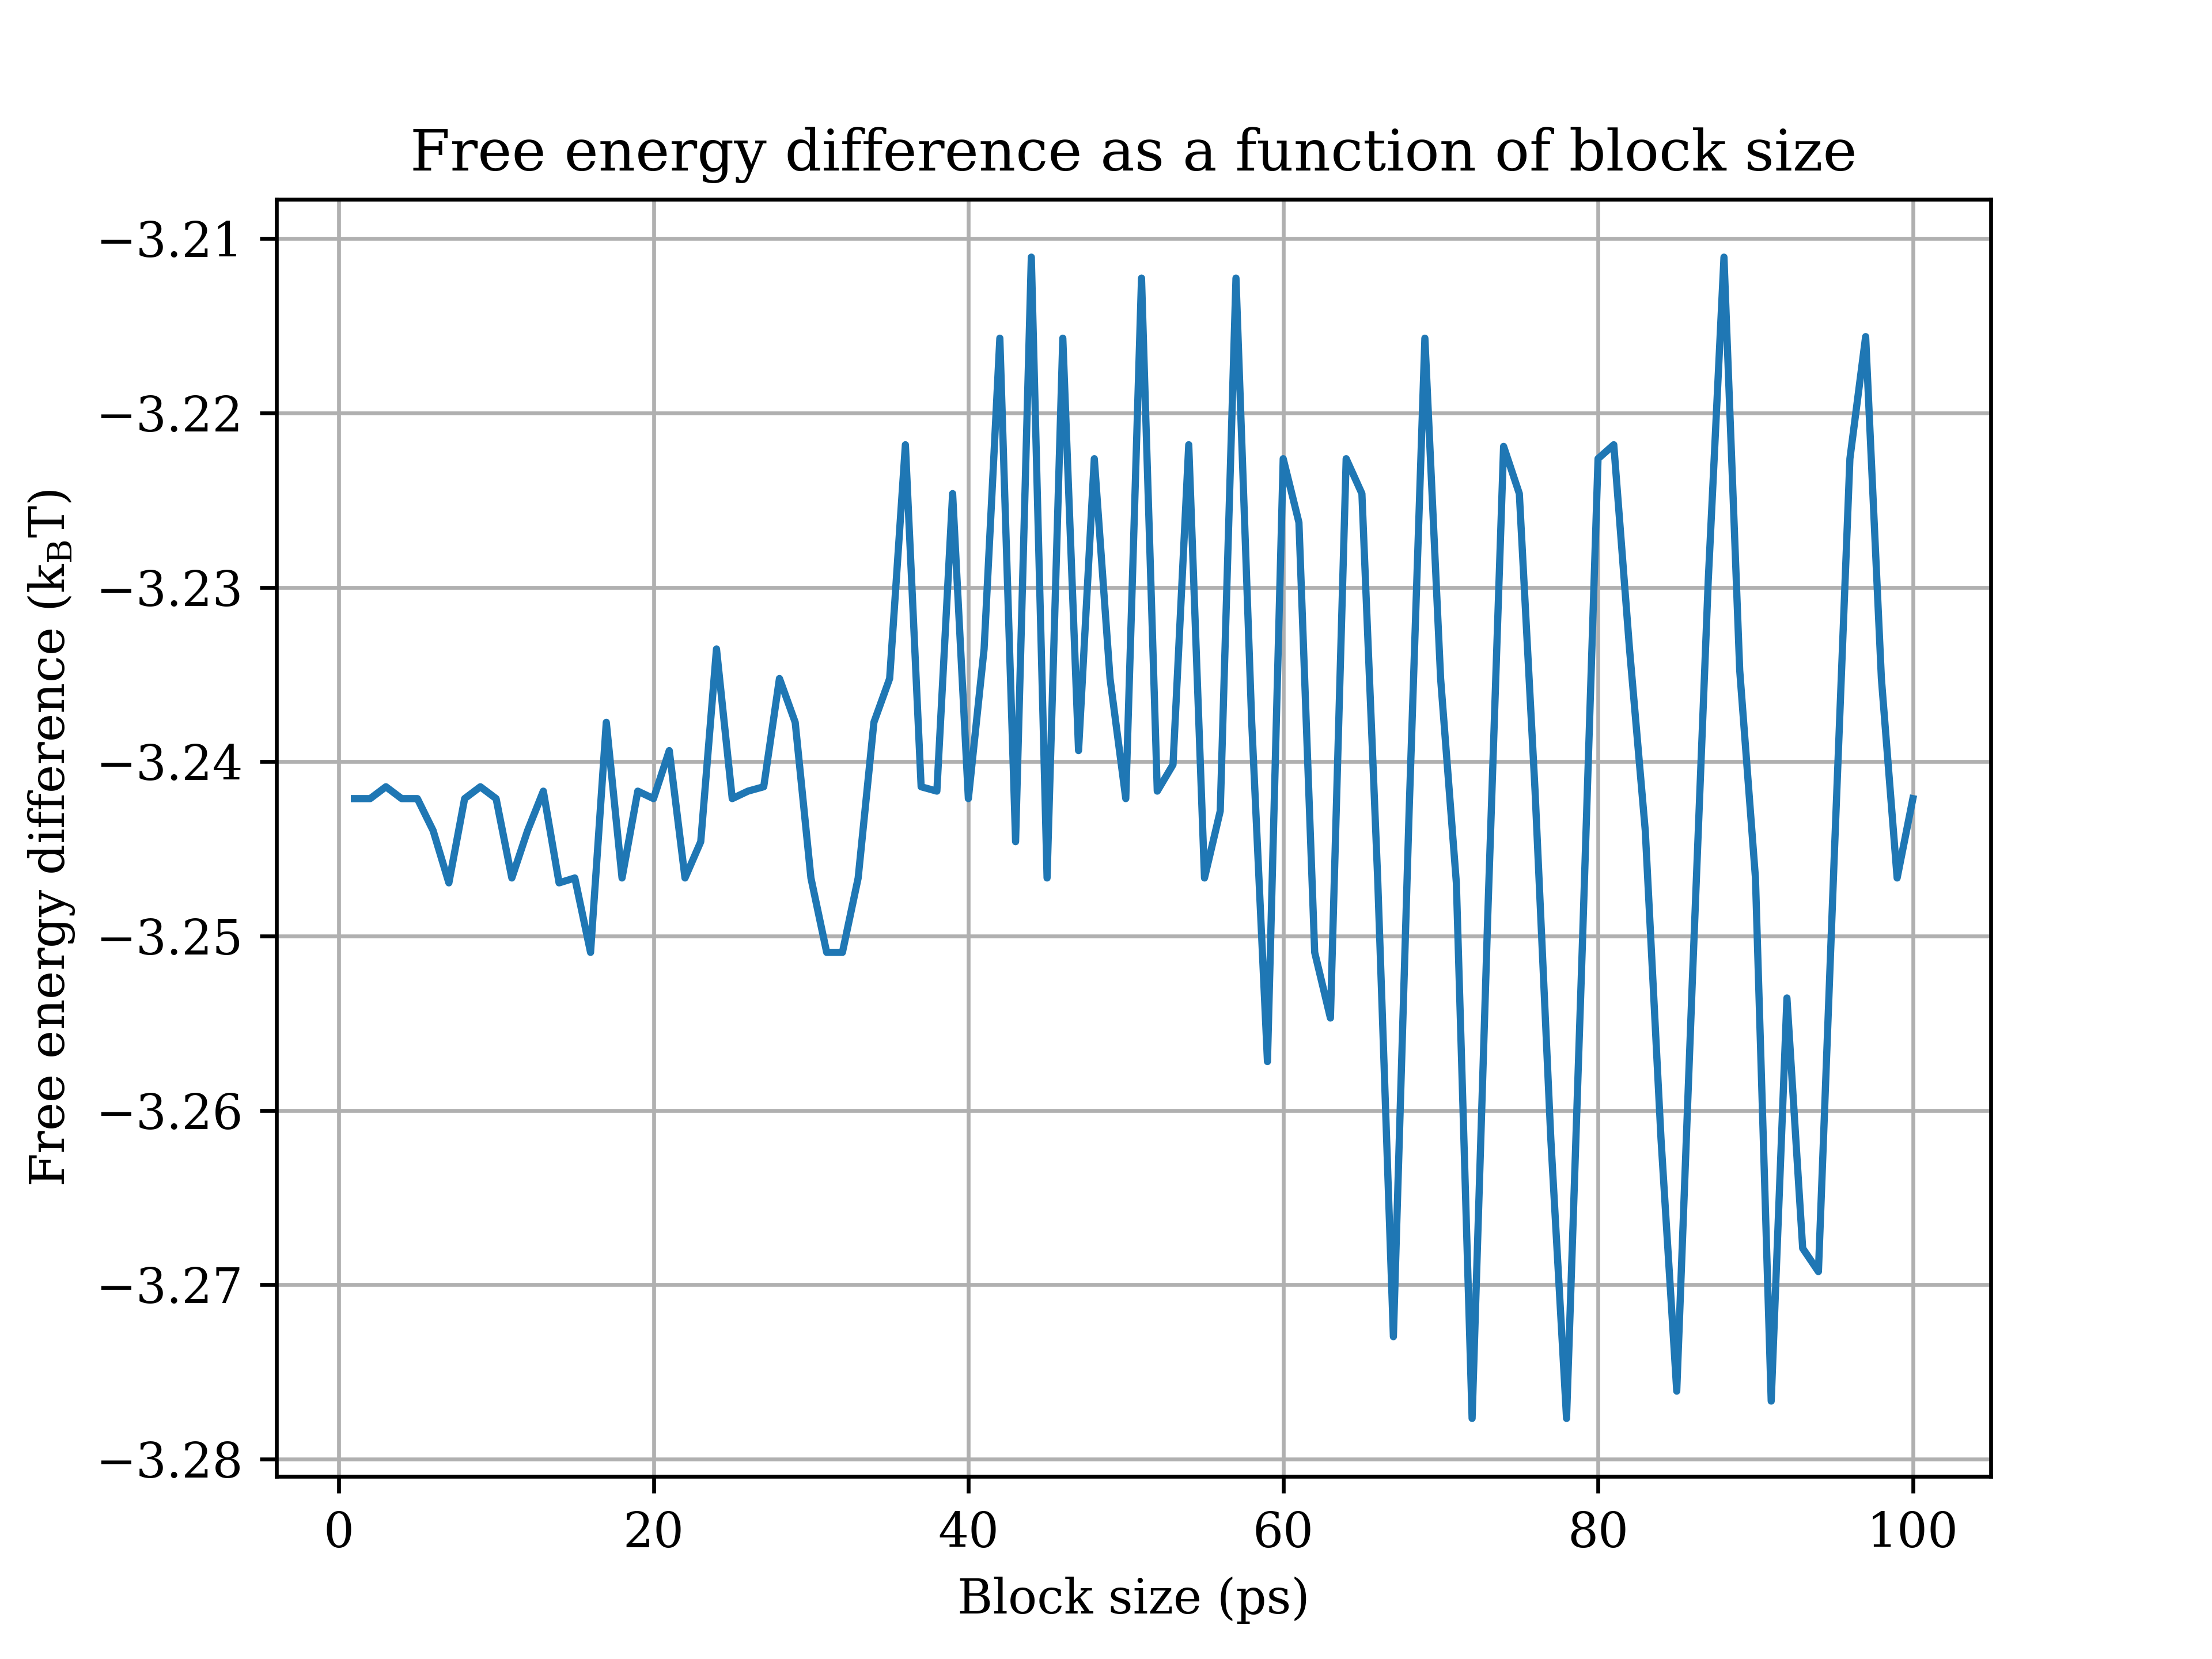 Free energy difference as a function of block size
Free energy difference (k_BT)
−3.21
−3.22
−3.23
−3.24
−3.25
−3.26
−3.27
−3.28
0 20 40 60 80 100
Block size (ps)